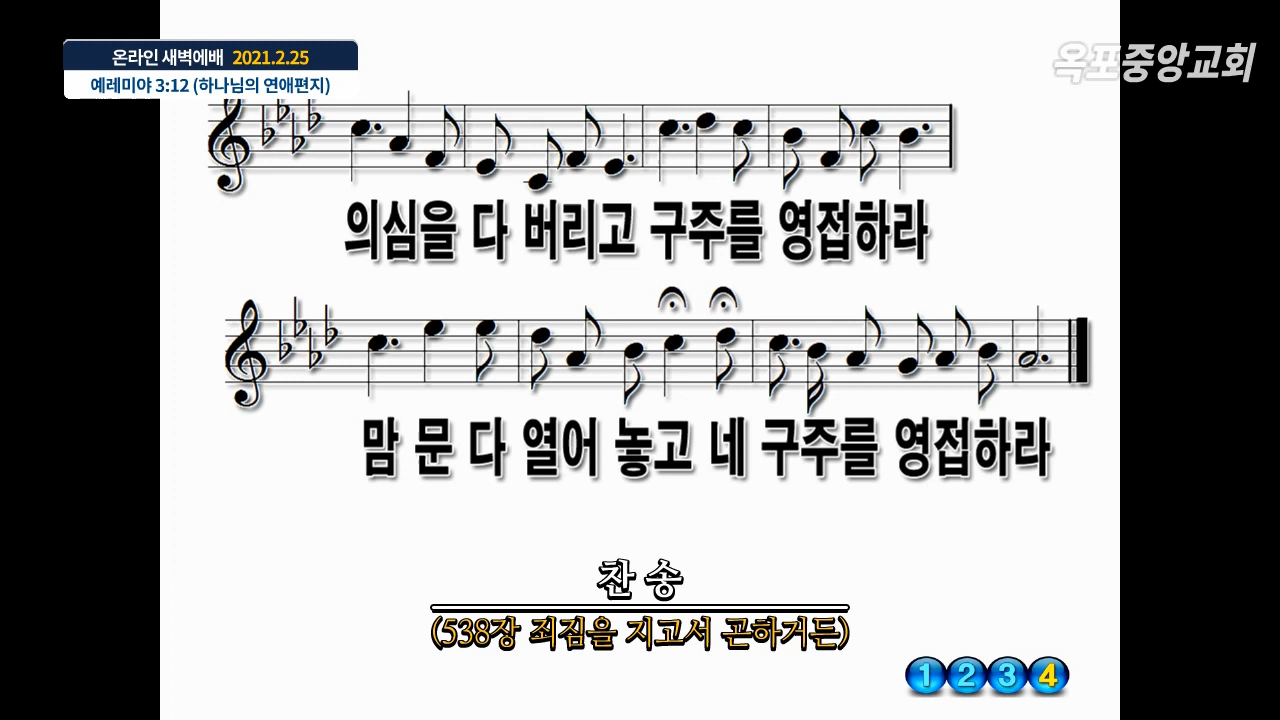 온라인 새벽예배 2021.2.25
예레미야 3:12 (하나님의 연애편지)
옥포중앙교회
의심을 다 버리고 구주를 영접하라
맘 문 다 열어 놓고 네 구주를 영접하라
찬송
(538장 죄짐을 지고서 곤하거든)
1 2 3 4